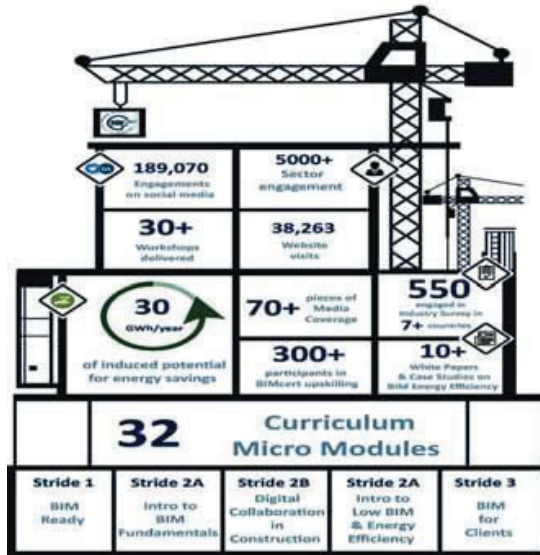 189,070
Engagements
on social media
5000+
Sector
engagement
30+
Workshops
delivered
38,263
Website
visits
30
GWh/year
of induced potential
for energy savings
70+ pieces of
Media
Coverage
550
engaged in
Industry Survey in
7+ countries
300+
participants in
BIMcert upskilling
10+
White Papers
& Case Studies on
BIM Energy Efficiency
32
Curriculum
Micro Modules
Stride 1
BIM
Ready
Stride 2A
Intro to
BIM
Fundamentals
Stride 2B
Digital
Collaboration
in
Construction
Stride 2A
Intro to
Low BIM
& Energy
Efficiency
Stride 3
BIM
for
Clients